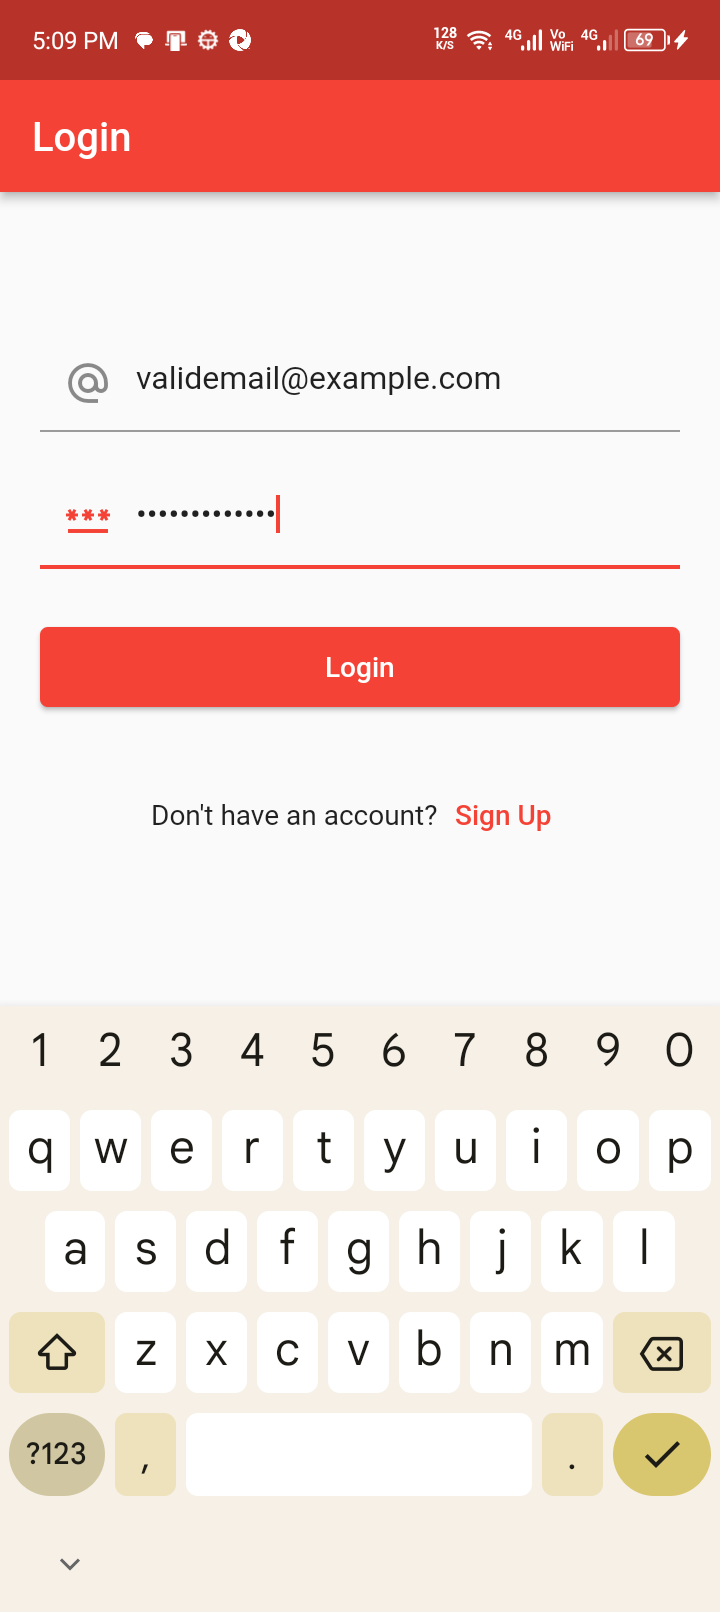 5:09 PM 128 K/S 4G Vo WiFi 4G 69
Login
validemail@example.com
*** •••••••••••••
Login
Don't have an account? Sign Up
1 2 3 4 5 6 7 8 9 0
q w e r t y u i o p
a s d f g h j k l
z x c v b n m
?123 , .